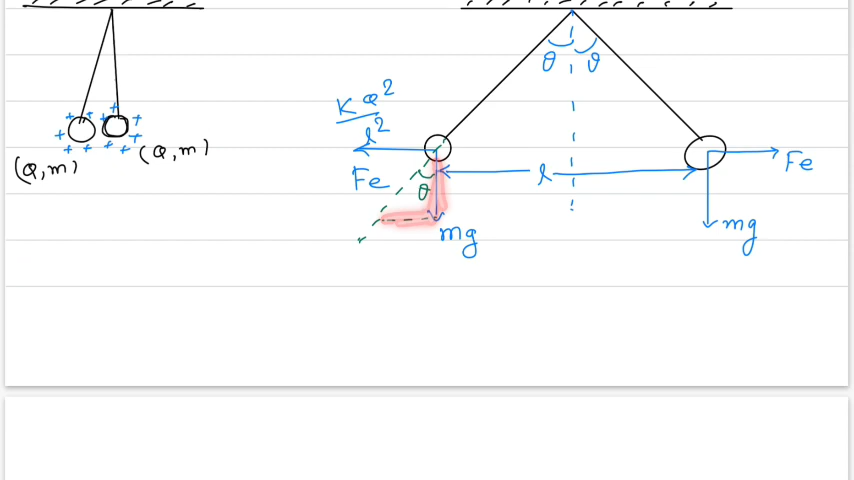 (Q,m)
(Q,m)
θ θ
KQ²
l²
Fe
θ
mg
l
Fe
mg